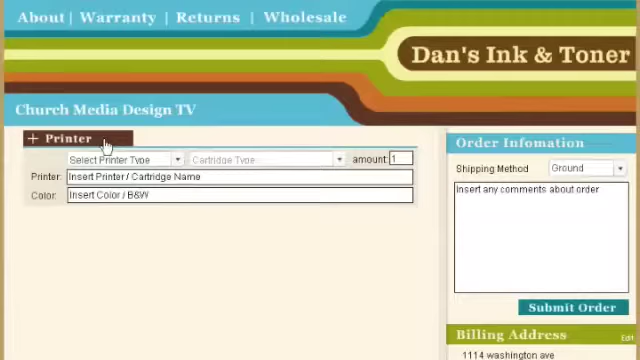 About| Warranty | Returns | Wholesale
Dan's Ink & Toner
Church Media Design TV
+ Printer
Select Printer Type Cartridge Type amount: 1
Printer: Insert Printer / Cartridge Name
Color: Insert Color / B&W
Order Infomation
Shipping Method Ground
Insert any comments about order
Submit Order
Billing Address Edit
1114 washington ave